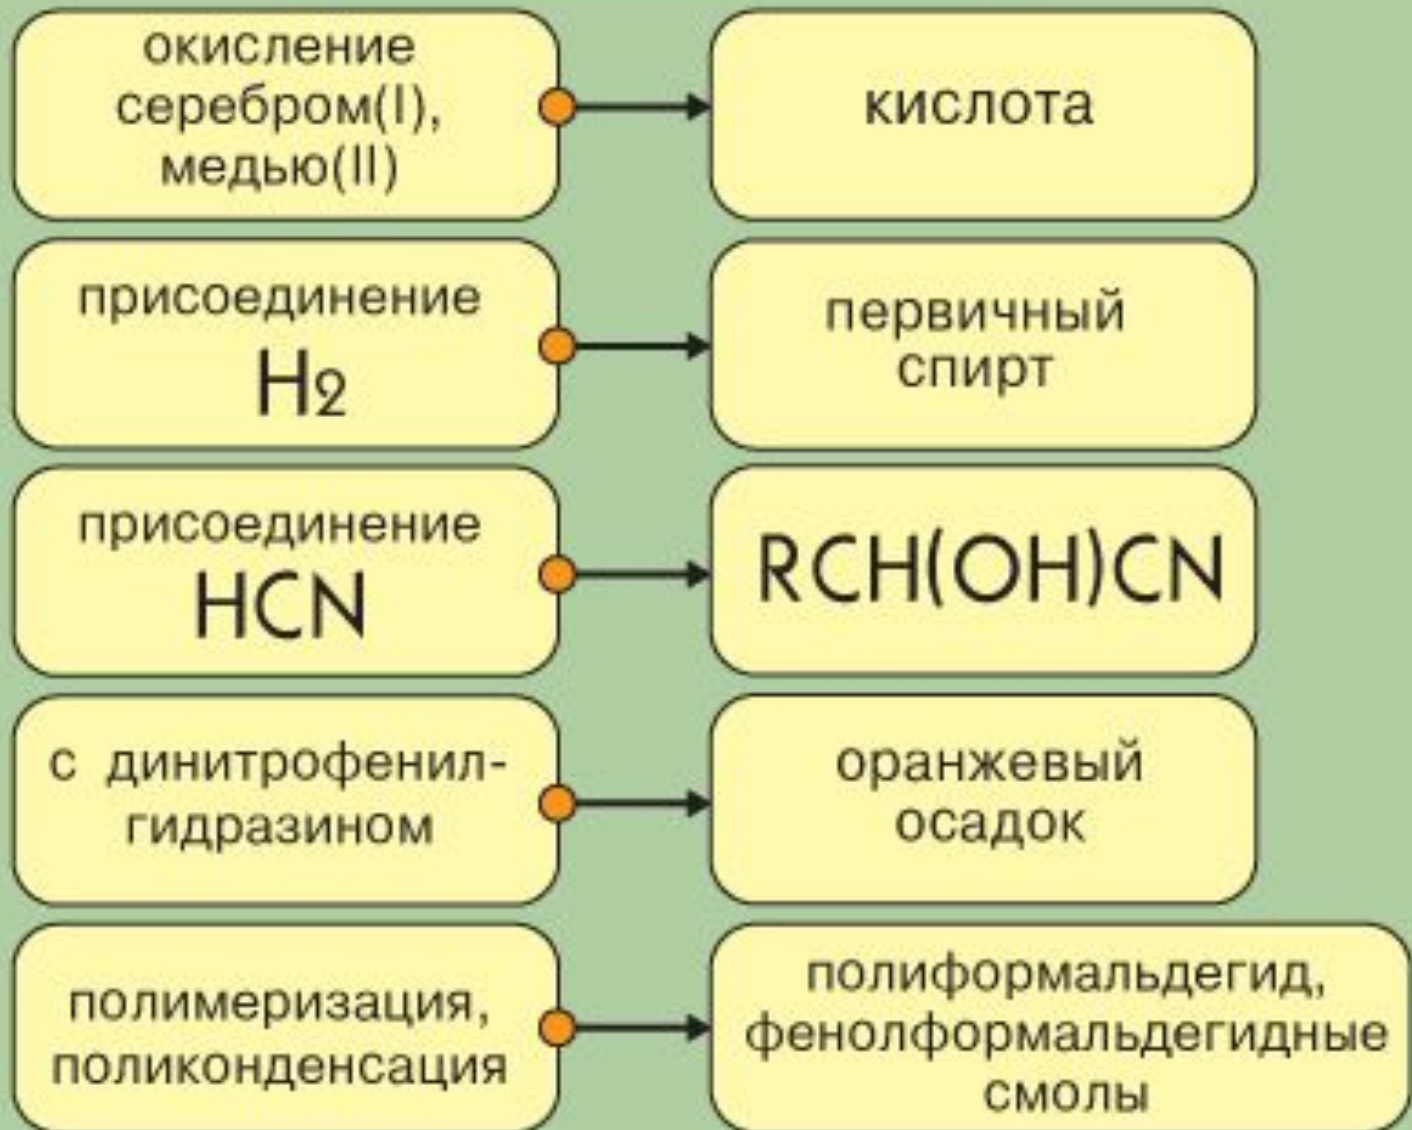 окисление
серебром(I),
медью(II)
кислота
присоединение
H2
первичный
спирт
присоединение
HCN
RCH(OH)CN
с динитрофенил-
гидразином
оранжевый
осадок
полимеризация,
поликонденсация
полиформальдегид,
фенолформальдегидные
смолы